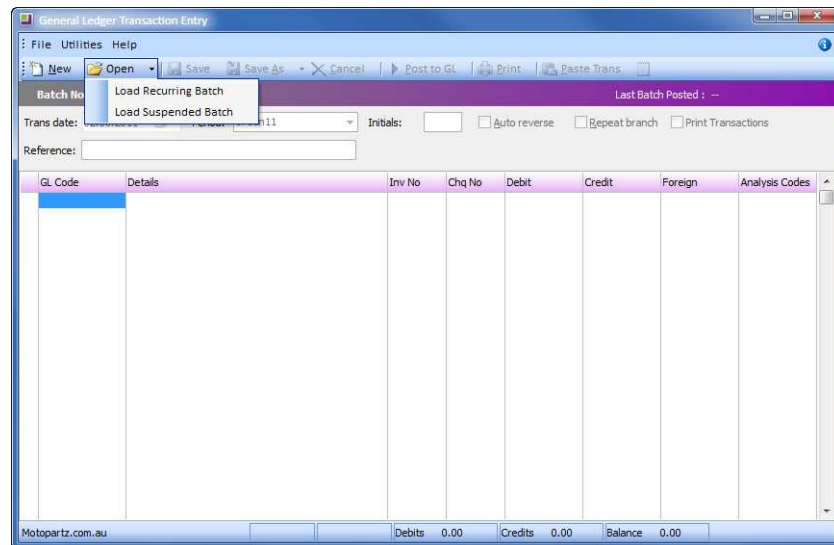 General Ledger Transaction Entry
File Utilities Help
New Open Save Save As Cancel Post to GL Print Paste Trans
Load Recurring Batch
Load Suspended Batch
Batch No Last Batch Posted : --
Trans date: Initials: Auto reverse Repeat branch Print Transactions
Reference:
GL Code Details Inv No Chq No Debit Credit Foreign Analysis Codes
Motopartz.com.au Debits 0.00 Credits 0.00 Balance 0.00